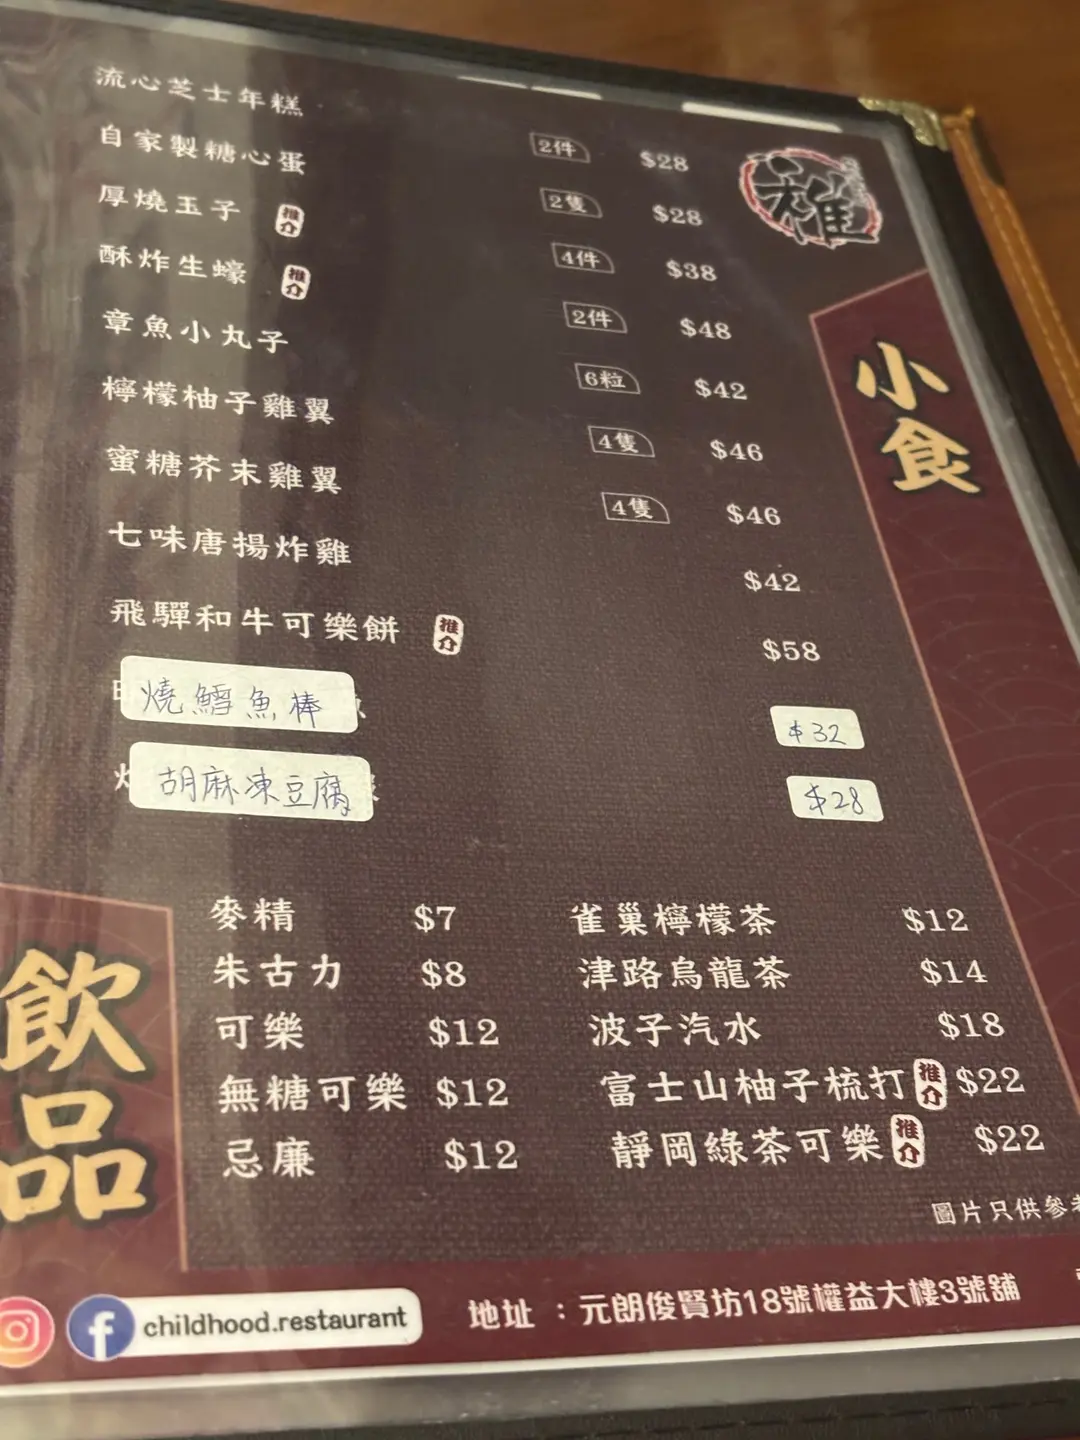 流心芝士年糕 2件 $28
自家製糖心蛋 2隻 $28
厚燒玉子 推介 4件 $38
酥炸生蠔 推介 2件 $48
章魚小丸子 6粒 $42
檸檬柚子雞翼 4隻 $46
蜜糖芥末雞翼 4隻 $46
七味唐揚炸雞 $42
飛驒和牛可樂餅 推介 $58
燒鱈魚棒 $32
胡麻凍豆腐 $28
稚
小食
飲品
麥精 $7
朱古力 $8
可樂 $12
無糖可樂 $12
忌廉 $12
雀巢檸檬茶 $12
津路烏龍茶 $14
波子汽水 $18
富士山柚子梳打 推介 $22
靜岡綠茶可樂 推介 $22
圖片只供參考
childhood.restaurant
地址：元朗俊賢坊18號權益大樓3號舖